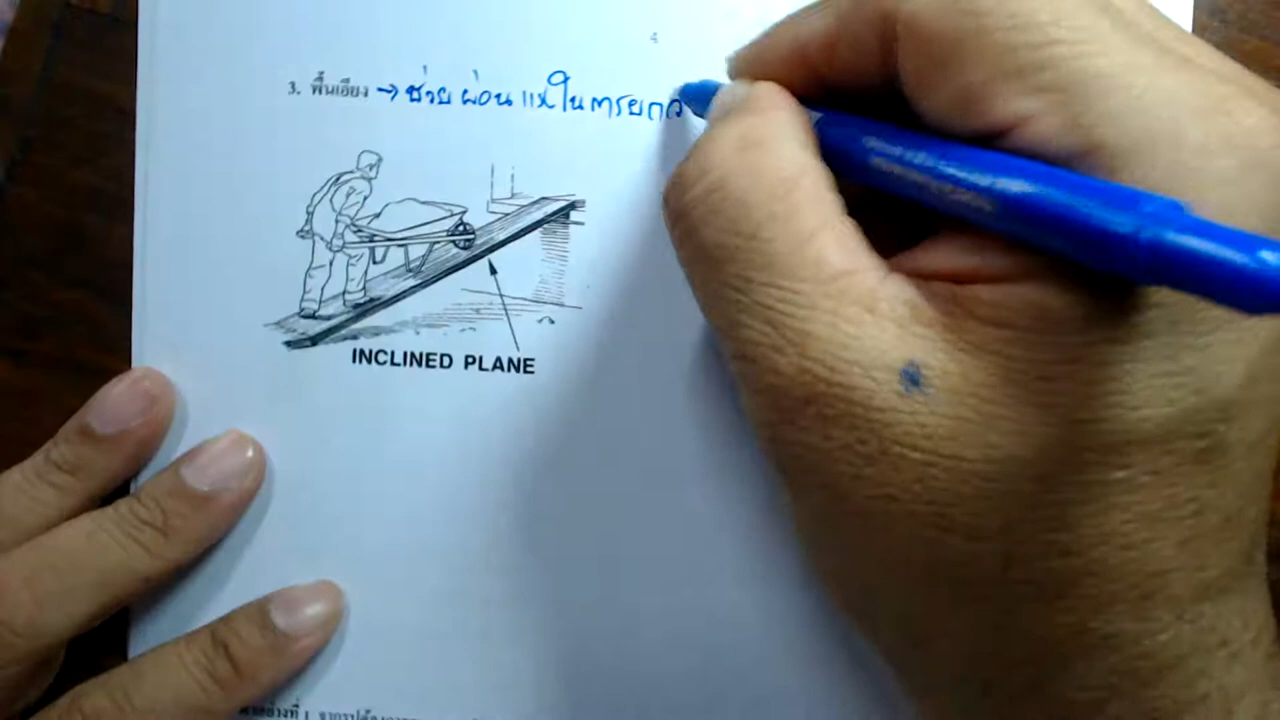 4
3. พื้นเอียง → ช่วยผ่อนแรงในการยก
INCLINED PLANE